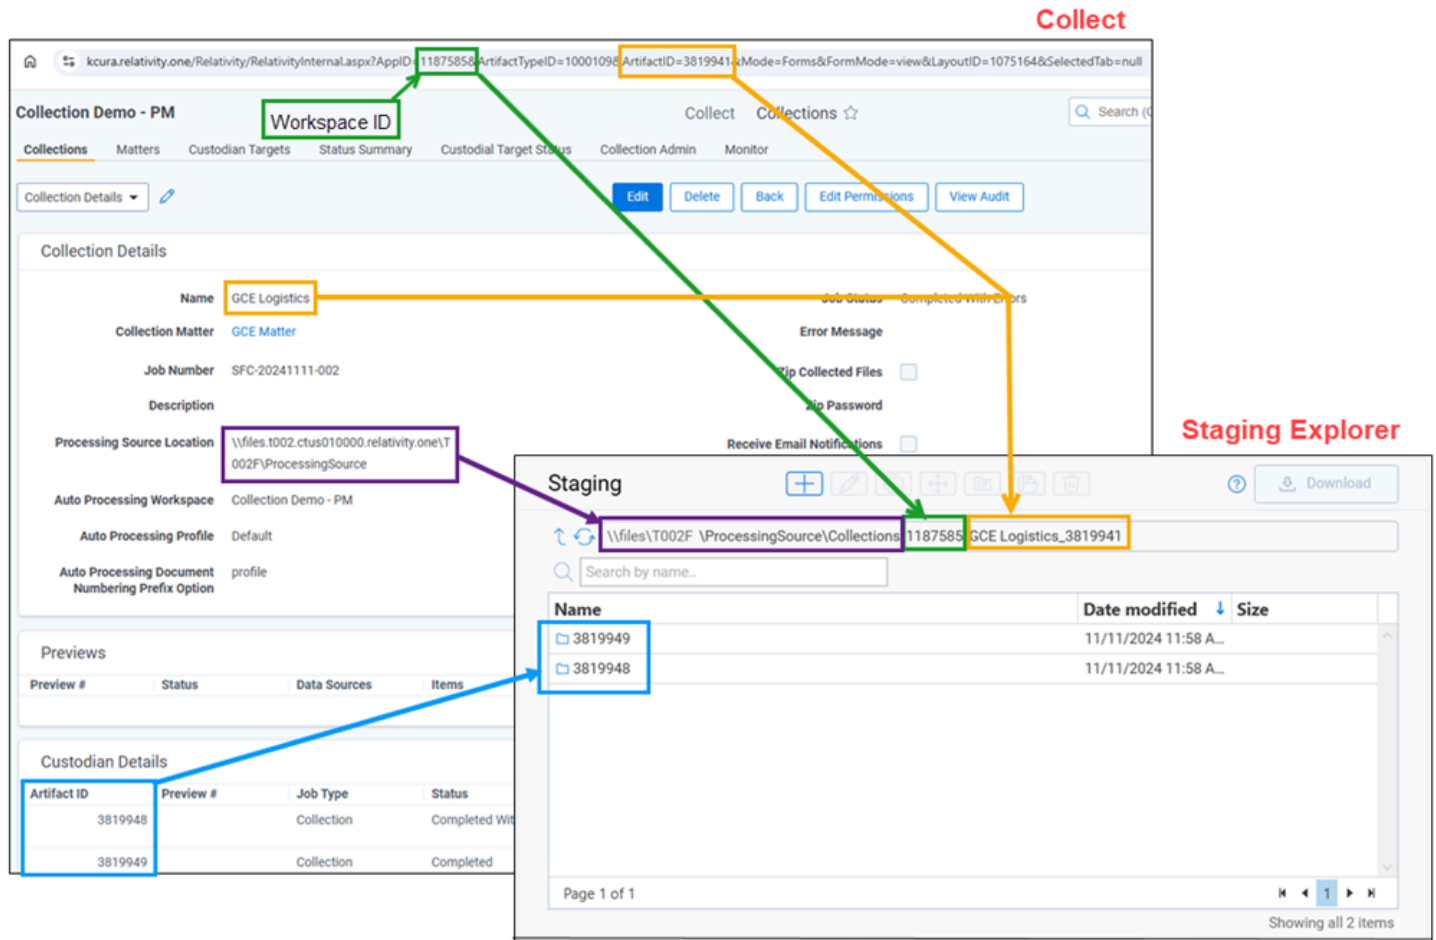 Collect
kcura.relativity.one/Relativity/RelativityInternal.aspx?AppID=1187585&ArtifactTypeID=1000109&ArtifactID=3819941&Mode=Forms&FormMode=view&LayoutID=1075164&SelectedTab=null
Collection Demo - PM
Workspace ID
Collect Collections
Search (
Collections Matters Custodian Targets Status Summary Custodial Target Status Collection Admin Monitor
Collection Details
Edit Delete Back Edit Permissions View Audit
Collection Details
Name GCE Logistics Job Status Completed With Errors
Collection Matter GCE Matter Error Message
Job Number SFC-20241111-002 Zip Collected Files
Description Zip Password
Processing Source Location \\files.t002.ctus010000.relativity.one\T
002F\ProcessingSource
Receive Email Notifications
Auto Processing Workspace Collection Demo - PM
Auto Processing Profile Default
Auto Processing Document profile
Numbering Prefix Option
Previews
Preview # Status Data Sources Items
Custodian Details
Artifact ID Preview # Job Type Status
3819948 Collection Completed Wit
3819949 Collection Completed
Staging Explorer
Staging
Download
\\files\T002F \ProcessingSource\Collections 1187585 GCE Logistics_3819941
Search by name..
Name Date modified Size
3819949 11/11/2024 11:58 A...
3819948 11/11/2024 11:58 A...
Page 1 of 1 1
Showing all 2 items